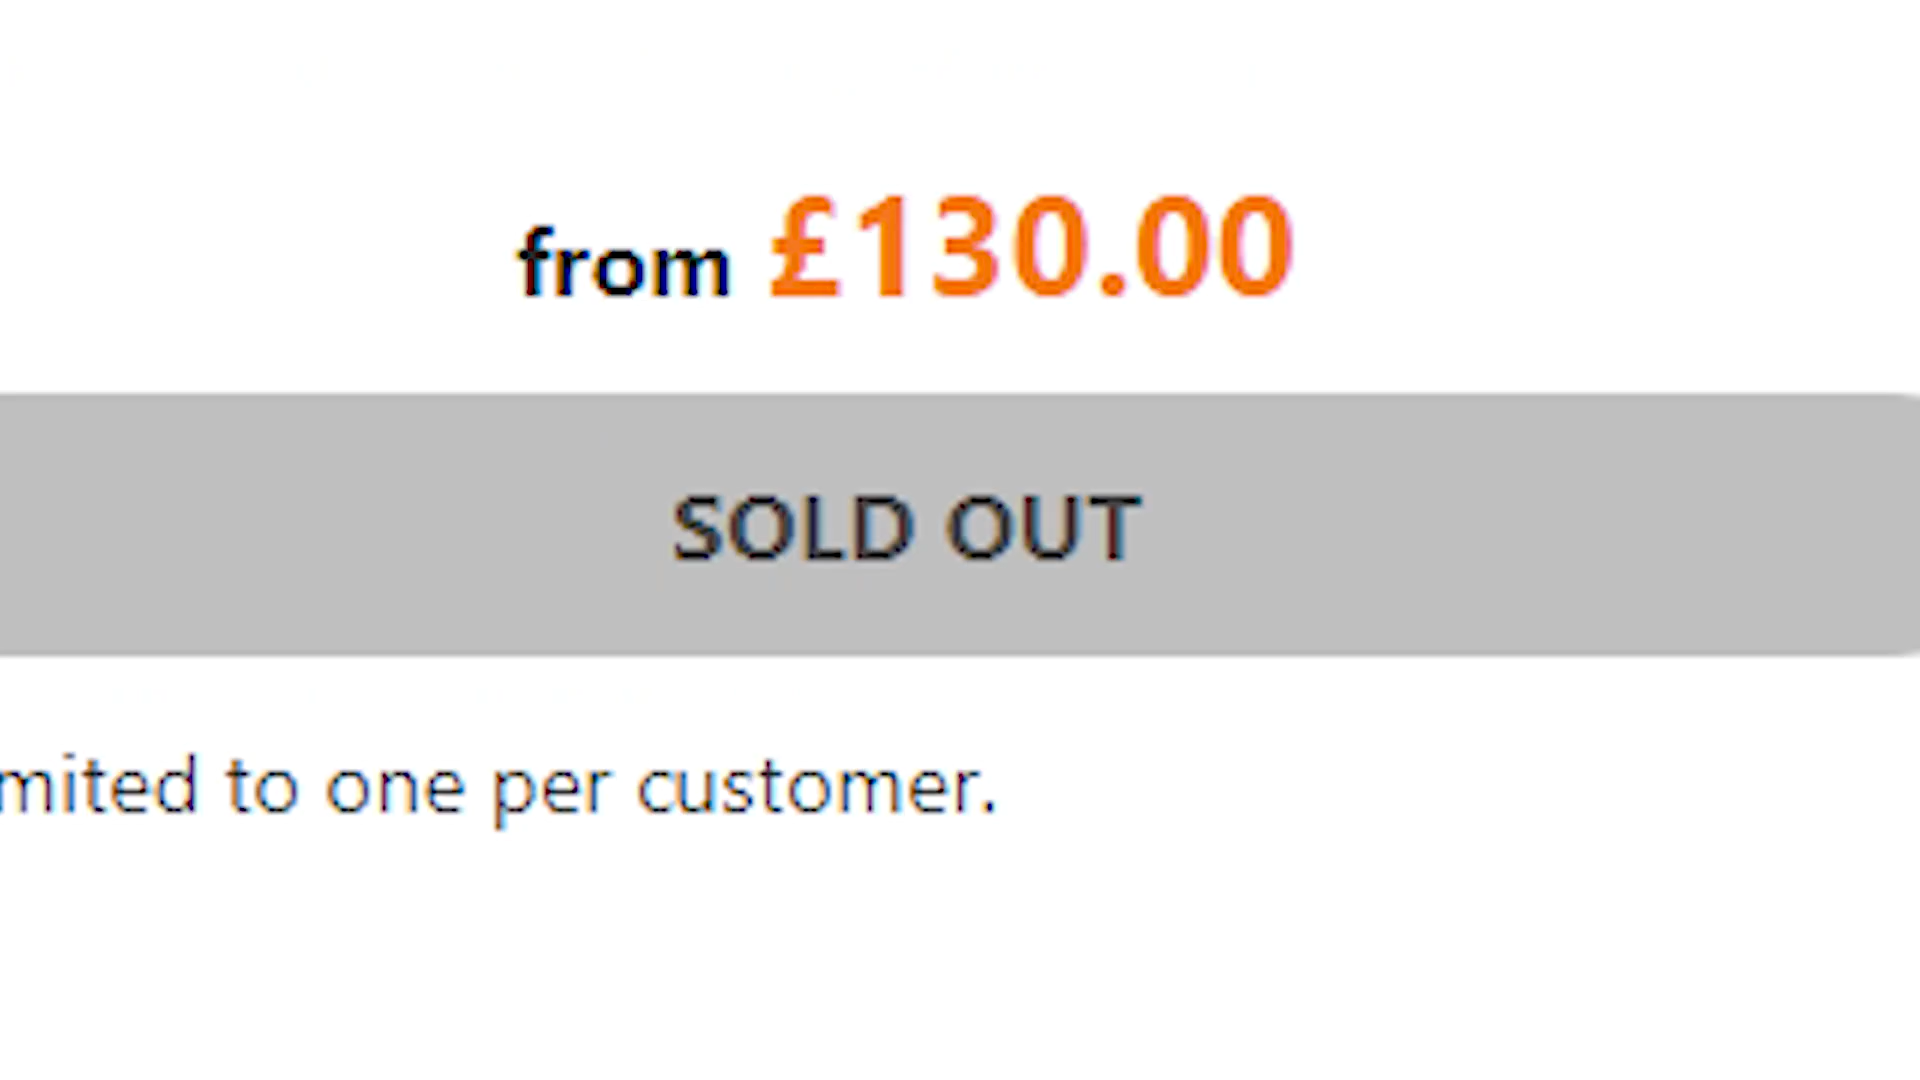 from £130.00
SOLD OUT
mited to one per customer.